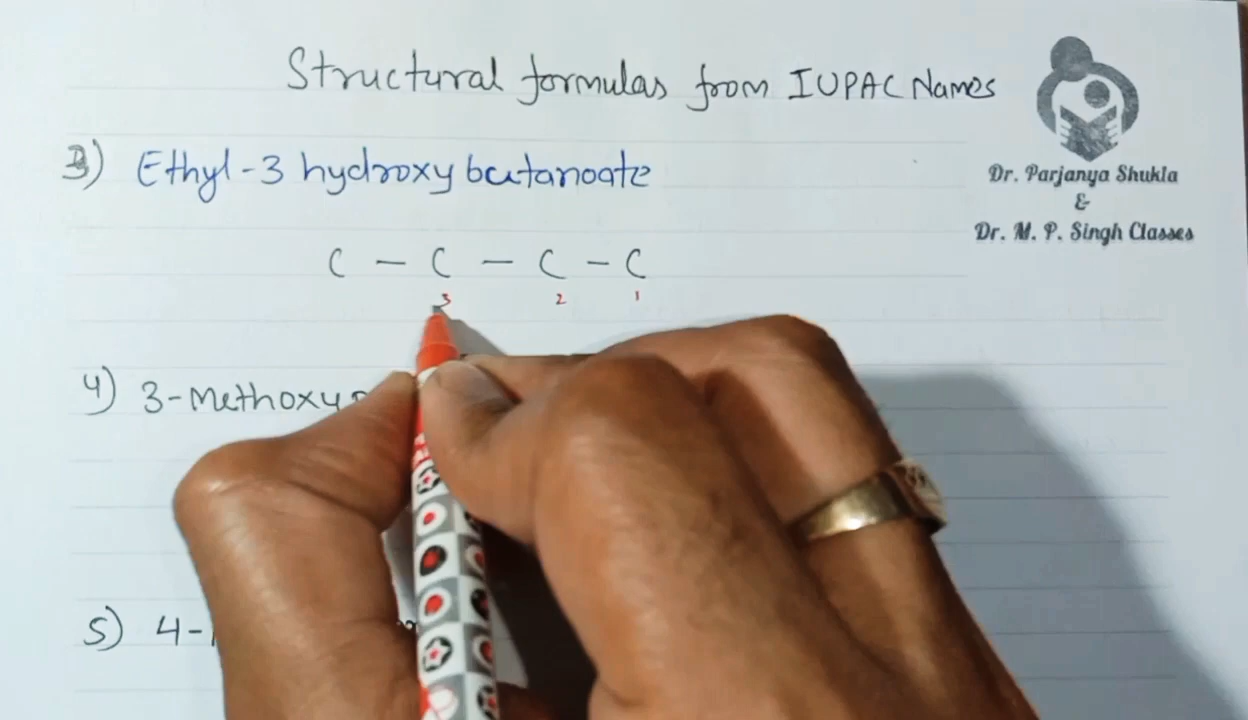 Structural formulas from IUPAC Names
Dr. Parjanya Shukla
&
Dr. M. P. Singh Classes
3) Ethyl-3 hydroxy butanoate
C - C - C - C
3 2 1
4) 3-Methoxy
5) 4-